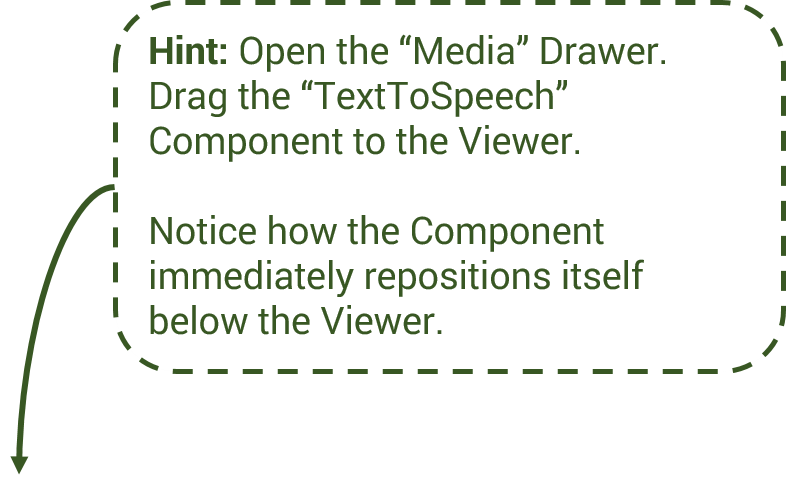 Hint: Open the “Media” Drawer.
Drag the “TextToSpeech”
Component to the Viewer.
Notice how the Component
immediately repositions itself
below the Viewer.